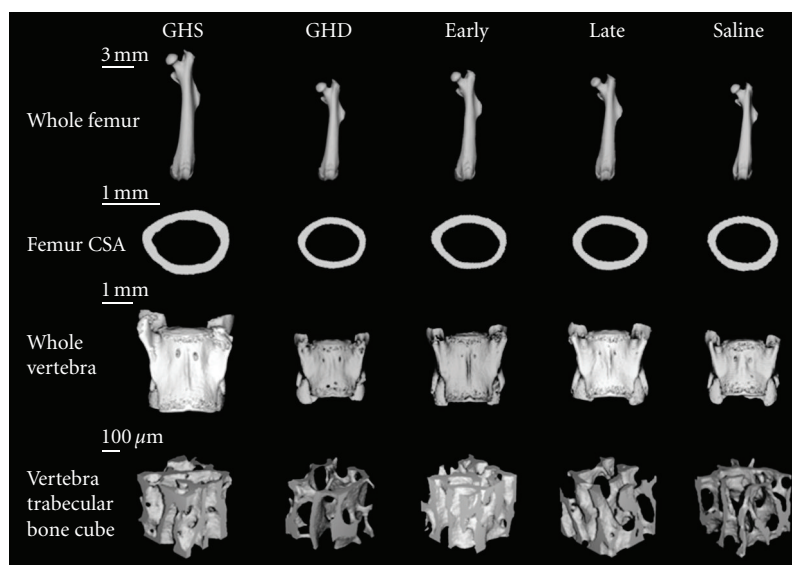 GHS GHD Early Late Saline
3 mm
Whole femur
1 mm
Femur CSA
1 mm
Whole
vertebra
100 µm
Vertebra
trabecular
bone cube